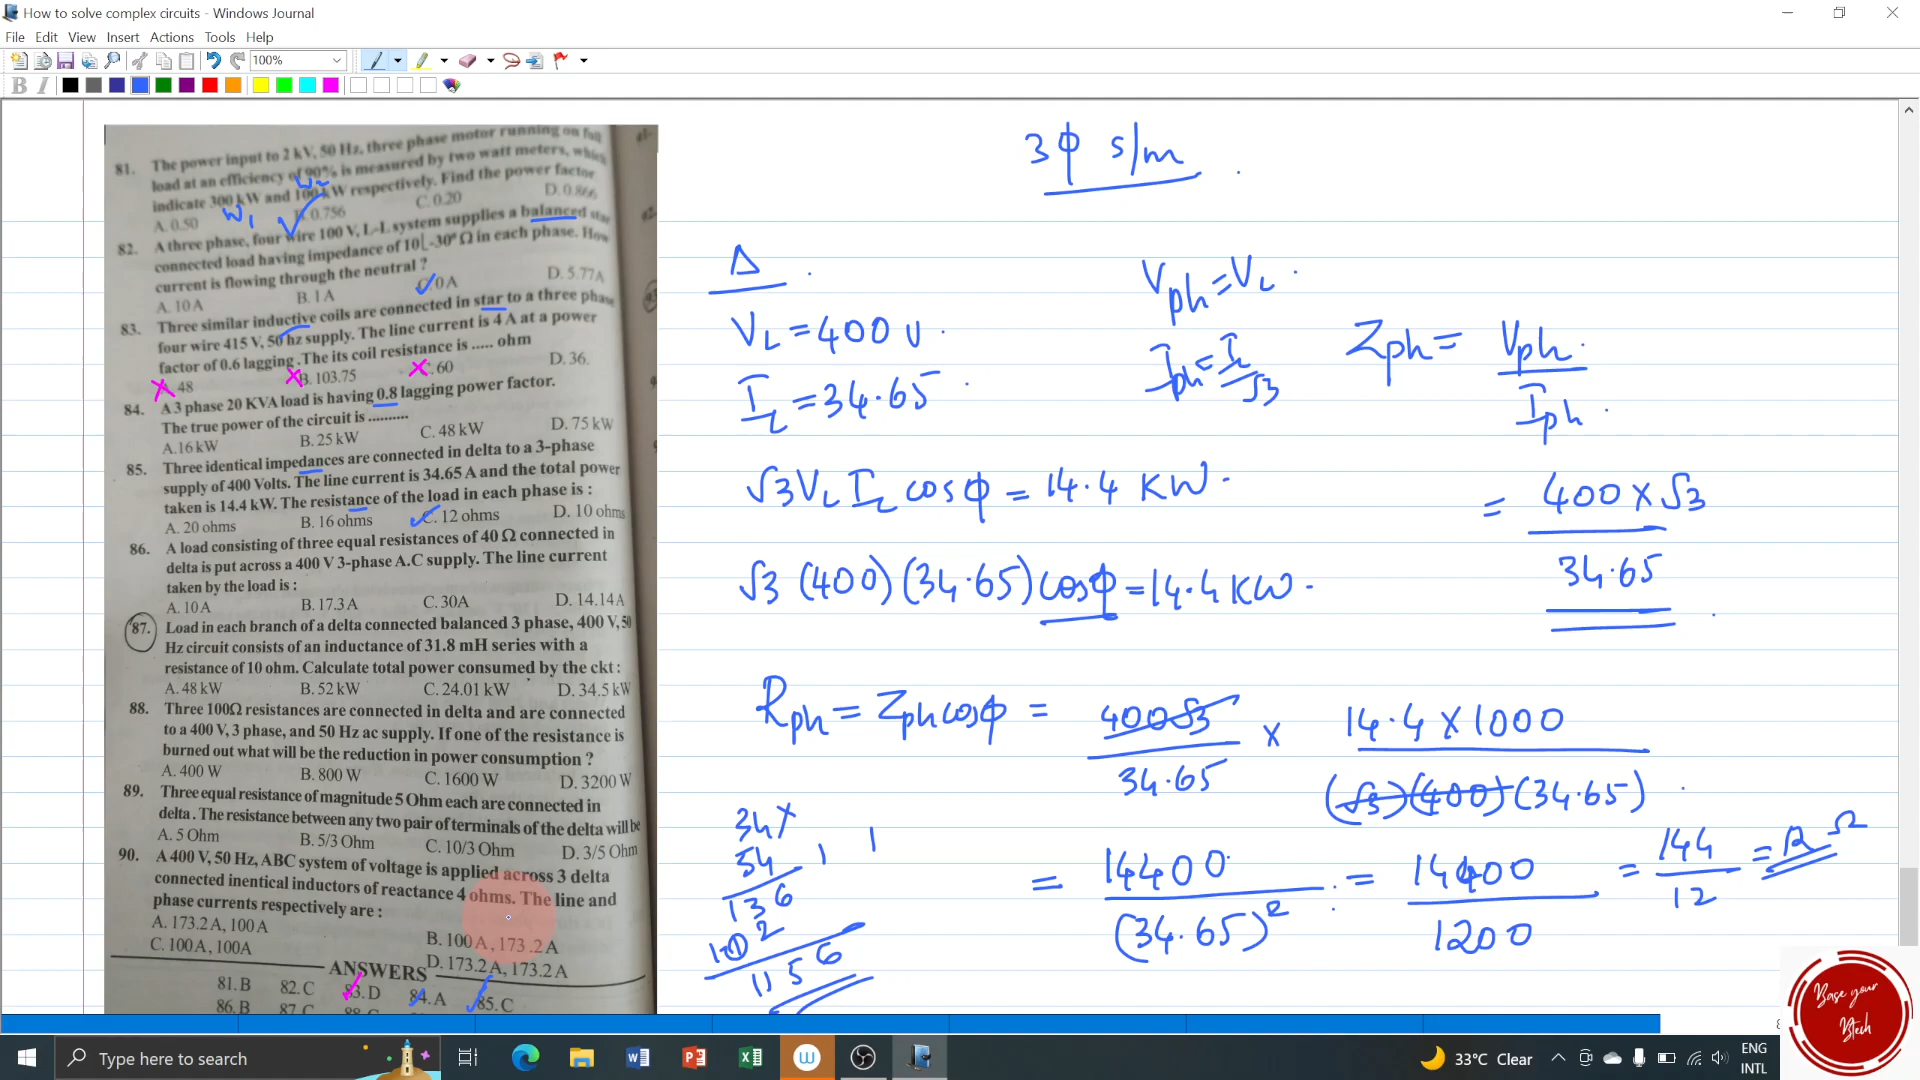 How to solve complex circuits - Windows Journal
File Edit View Insert Actions Tools Help
100%
B I
81. The power input to 2 kV, 50 Hz, three phase motor running on full
load at an efficiency of 90% is measured by two watt meters, which
indicate 300 kW and 100 kW respectively. Find the power factor
A. 0.50 B. 0.756 C. 0.20 D. 0.866
W1
W2
82. A three phase, four wire 100 V, L-L system supplies a balanced star
connected load having impedance of 10⌊-30° Ω in each phase. How
current is flowing through the neutral ?
A. 10 A B. 1 A C. 0 A D. 5.77A
83. Three similar inductive coils are connected in star to a three phase
four wire 415 V, 50 hz supply. The line current is 4 A at a power
factor of 0.6 lagging .The its coil resistance is ..... ohm
A. 48 B. 103.75 C. 60 D. 36.
84. A 3 phase 20 KVA load is having 0.8 lagging power factor.
The true power of the circuit is ..........
A.16 kW B. 25 kW C. 48 kW D. 75 kW
85. Three identical impedances are connected in delta to a 3-phase
supply of 400 Volts. The line current is 34.65 A and the total power
taken is 14.4 kW. The resistance of the load in each phase is :
A. 20 ohms B. 16 ohms C. 12 ohms D. 10 ohms
86. A load consisting of three equal resistances of 40 Ω connected in
delta is put across a 400 V 3-phase A.C supply. The line current
taken by the load is :
A. 10 A B. 17.3 A C. 30A D. 14.14A
87. Load in each branch of a delta connected balanced 3 phase, 400 V, 50
Hz circuit consists of an inductance of 31.8 mH series with a
resistance of 10 ohm. Calculate total power consumed by the ckt :
A. 48 kW B. 52 kW C. 24.01 kW D. 34.5 kW
88. Three 100Ω resistances are connected in delta and are connected
to a 400 V, 3 phase, and 50 Hz ac supply. If one of the resistance is
burned out what will be the reduction in power consumption ?
A. 400 W B. 800 W C. 1600 W D. 3200 W
89. Three equal resistance of magnitude 5 Ohm each are connected in
delta . The resistance between any two pair of terminals of the delta will be
A. 5 Ohm B. 5/3 Ohm C. 10/3 Ohm D. 3/5 Ohm
90. A 400 V, 50 Hz, ABC system of voltage is applied across 3 delta
connected inentical inductors of reactance 4 ohms. The line and
phase currents respectively are :
A. 173.2 A, 100 A B. 100 A, 173 .2 A
C. 100 A, 100A D. 173.2 A, 173.2 A
ANSWERS
81. B 82. C 83. D 84. A 85. C
86. B 87. C
3ϕ s/m
Δ
VL = 400 V
IL = 34.65
Vph = VL
Iph = IL/√3
Zph = Vph/Iph
= 400 × √3 / 34.65
√3 VL IL cosϕ = 14.4 KW.
√3 (400) (34.65) cosϕ = 14.4 KW.
Rph = Zph cosϕ = 400√3 / 34.65 × 14.4 × 1000 / (√3)(400)(34.65)
= 14400 / (34.65)² = 14400 / 1200 = 144 / 12 = 12 Ω
34 ×
34
136
102
1156
Base your
Btech
Type here to search
33°C Clear
ENG
INTL